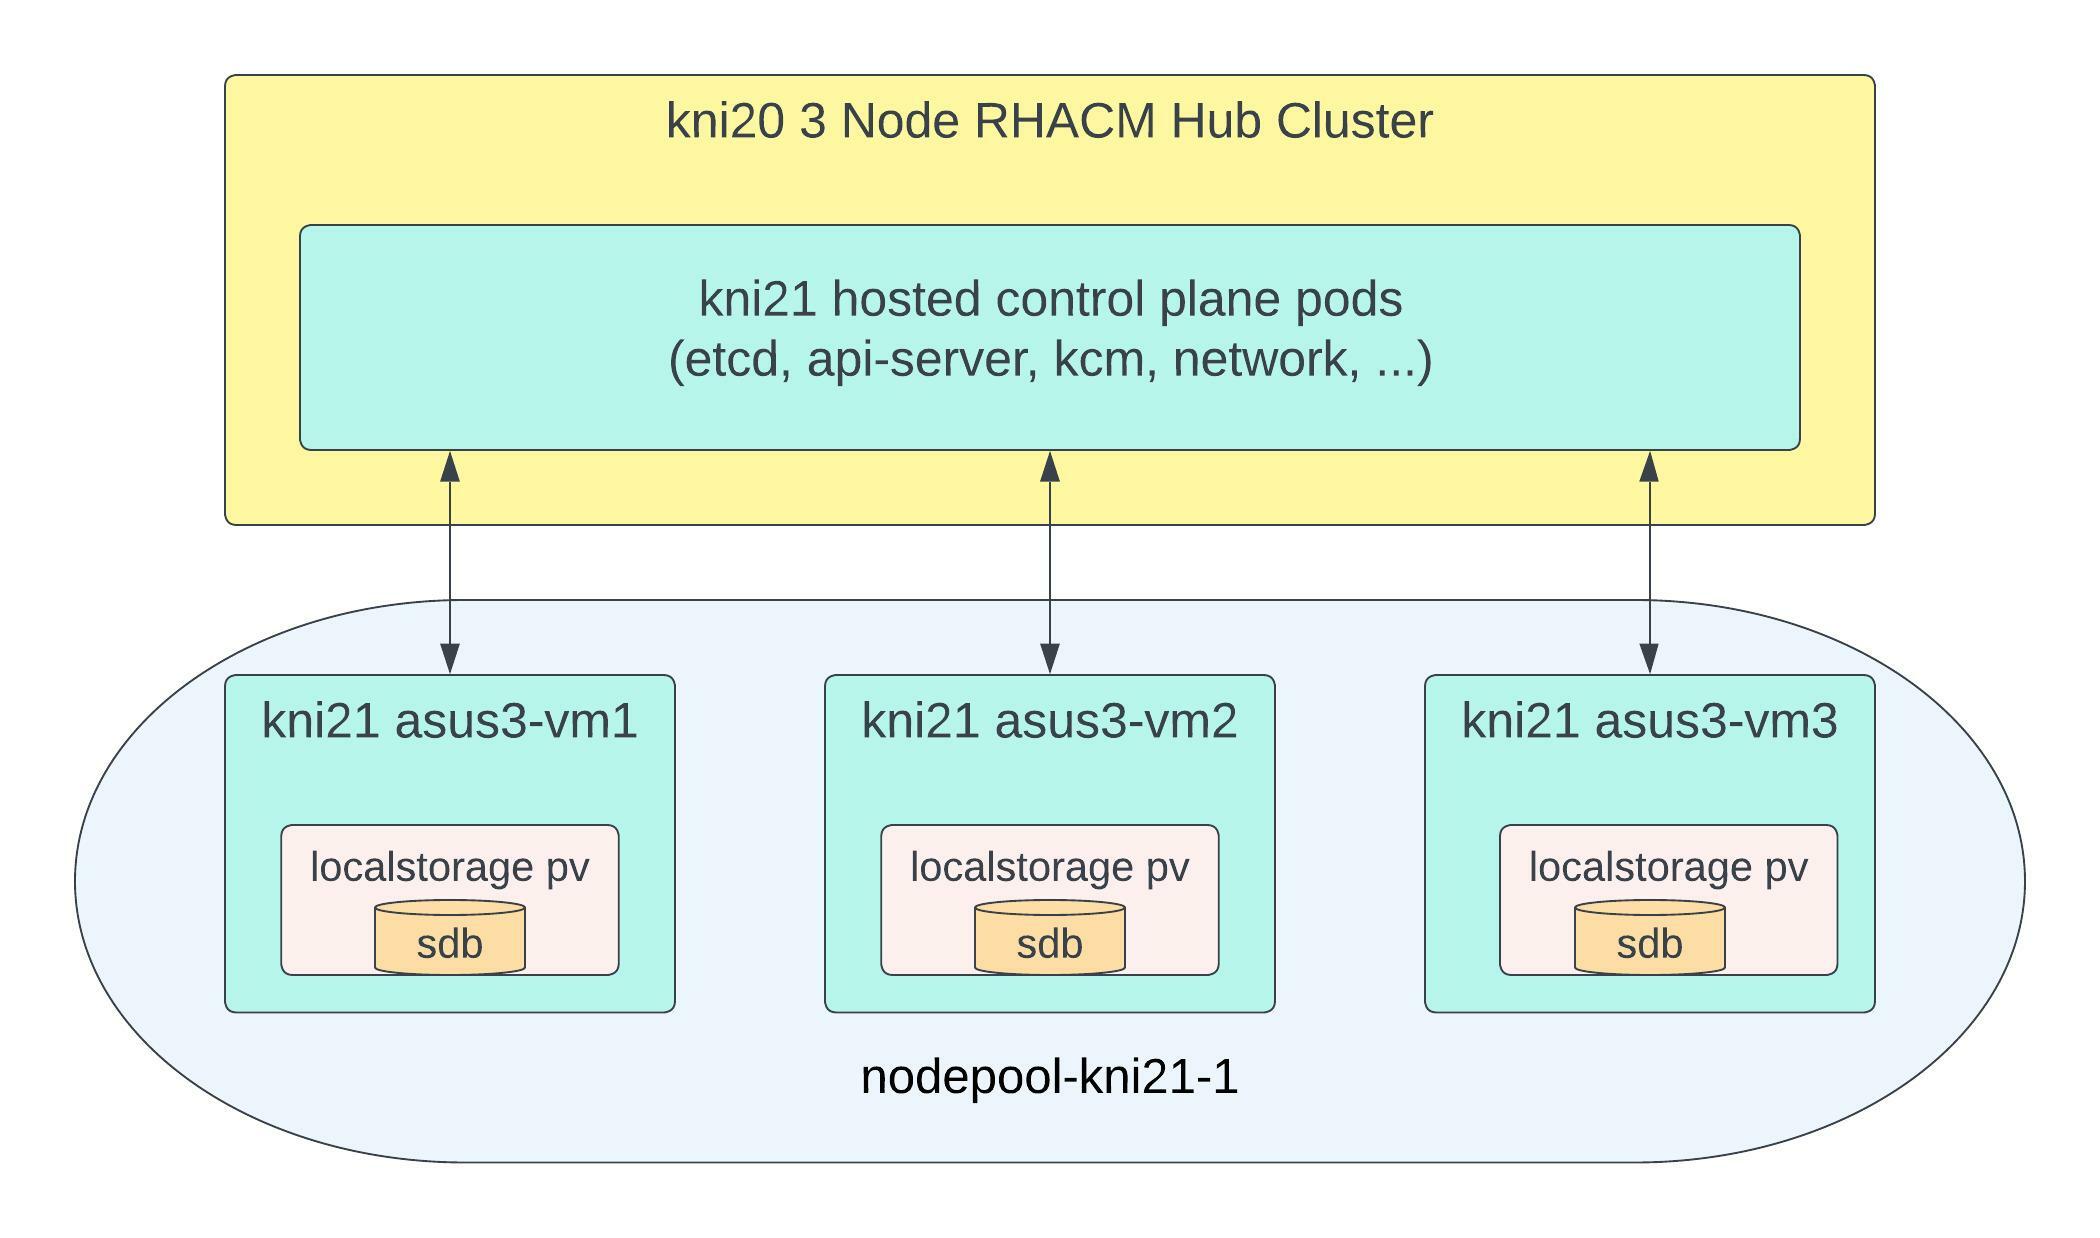 kni20 3 Node RHACM Hub Cluster
kni21 hosted control plane pods
(etcd, api-server, kcm, network, ...)
kni21 asus3-vm1
localstorage pv
sdb
kni21 asus3-vm2
localstorage pv
sdb
kni21 asus3-vm3
localstorage pv
sdb
nodepool-kni21-1